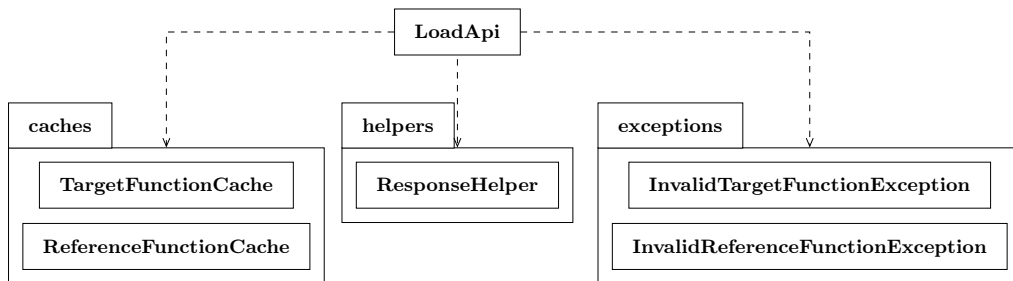 LoadApi
caches
helpers
exceptions
TargetFunctionCache
ResponseHelper
InvalidTargetFunctionException
ReferenceFunctionCache
InvalidReferenceFunctionException